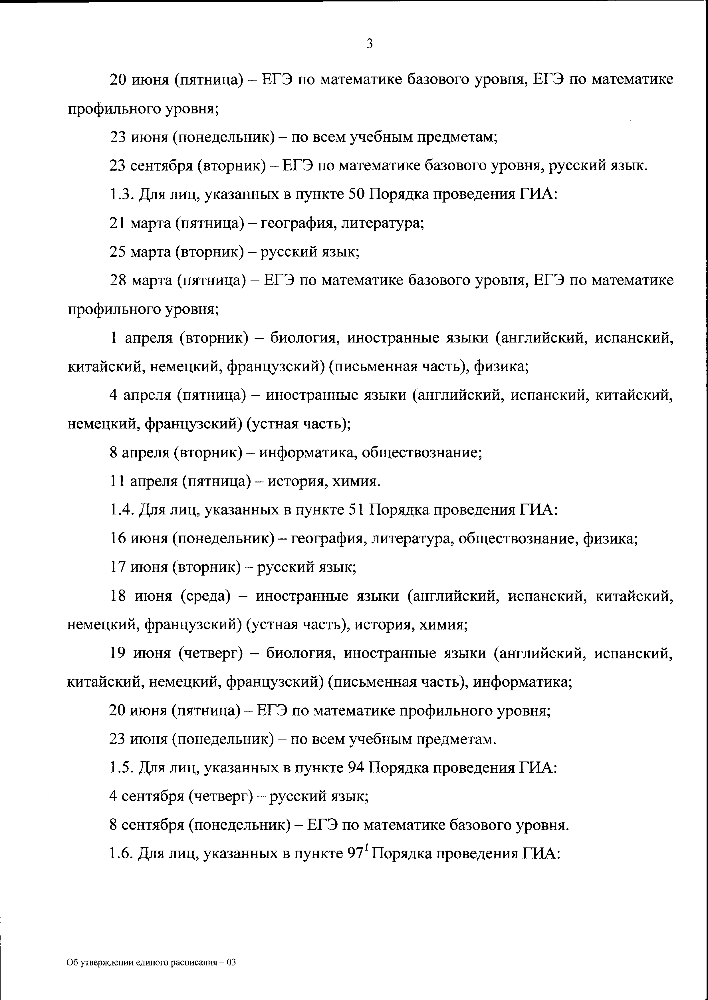 3
20 июня (пятница) – ЕГЭ по математике базового уровня, ЕГЭ по математике
профильного уровня;
23 июня (понедельник) – по всем учебным предметам;
23 сентября (вторник) – ЕГЭ по математике базового уровня, русский язык.
1.3. Для лиц, указанных в пункте 50 Порядка проведения ГИА:
21 марта (пятница) – география, литература;
25 марта (вторник) – русский язык;
28 марта (пятница) – ЕГЭ по математике базового уровня, ЕГЭ по математике
профильного уровня;
1 апреля (вторник) – биология, иностранные языки (английский, испанский,
китайский, немецкий, французский) (письменная часть), физика;
4 апреля (пятница) – иностранные языки (английский, испанский, китайский,
немецкий, французский) (устная часть);
8 апреля (вторник) – информатика, обществознание;
11 апреля (пятница) – история, химия.
1.4. Для лиц, указанных в пункте 51 Порядка проведения ГИА:
16 июня (понедельник) – география, литература, обществознание, физика;
17 июня (вторник) – русский язык;
18 июня (среда) – иностранные языки (английский, испанский, китайский,
немецкий, французский) (устная часть), история, химия;
19 июня (четверг) – биология, иностранные языки (английский, испанский,
китайский, немецкий, французский) (письменная часть), информатика;
20 июня (пятница) – ЕГЭ по математике профильного уровня;
23 июня (понедельник) – по всем учебным предметам.
1.5. Для лиц, указанных в пункте 94 Порядка проведения ГИА:
4 сентября (четверг) – русский язык;
8 сентября (понедельник) – ЕГЭ по математике базового уровня.
1.6. Для лиц, указанных в пункте 97¹ Порядка проведения ГИА:
Об утверждении единого расписания – 03